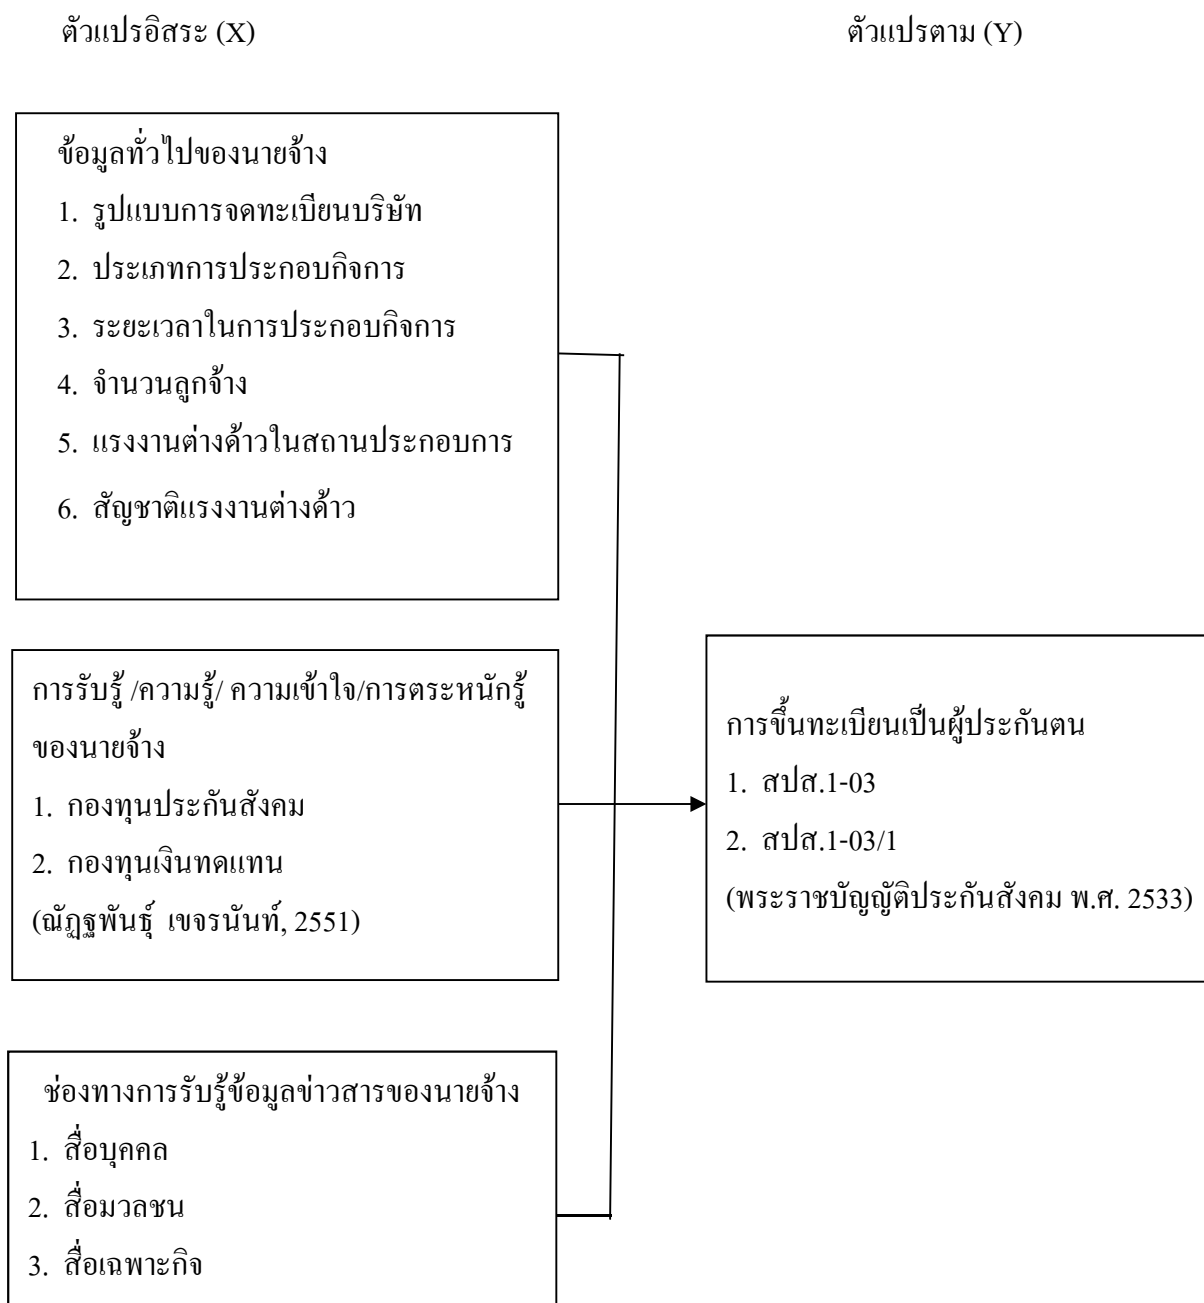 ตัวแปรอิสระ (X)
ตัวแปรตาม (Y)
ข้อมูลทั่วไปของนายจ้าง
1. รูปแบบการจดทะเบียนบริษัท
2. ประเภทการประกอบกิจการ
3. ระยะเวลาในการประกอบกิจการ
4. จำนวนลูกจ้าง
5. แรงงานต่างด้าวในสถานประกอบการ
6. สัญชาติแรงงานต่างด้าว
การรับรู้ /ความรู้/ ความเข้าใจ/การตระหนักรู้
ของนายจ้าง
1. กองทุนประกันสังคม
2. กองทุนเงินทดแทน
(ณัฏฐพันธุ์ เขจรนันท์, 2551)
การขึ้นทะเบียนเป็นผู้ประกันตน
1. สปส.1-03
2. สปส.1-03/1
(พระราชบัญญัติประกันสังคม พ.ศ. 2533)
ช่องทางการรับรู้ข้อมูลข่าวสารของนายจ้าง
1. สื่อบุคคล
2. สื่อมวลชน
3. สื่อเฉพาะกิจ